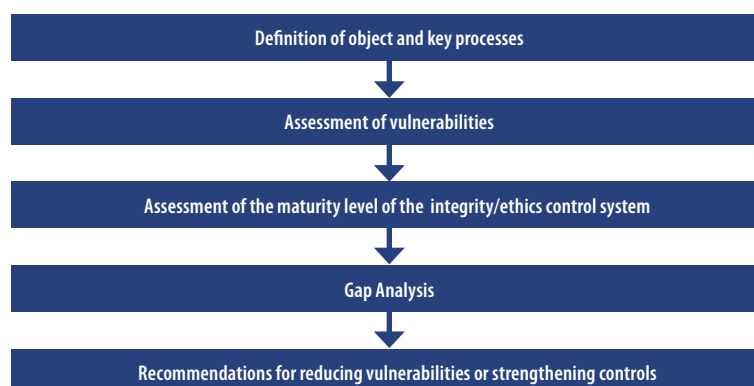 Definition of object and key processes
Assessment of vulnerabilities
Assessment of the maturity level of the integrity/ethics control system
Gap Analysis
Recommendations for reducing vulnerabilities or strengthening controls